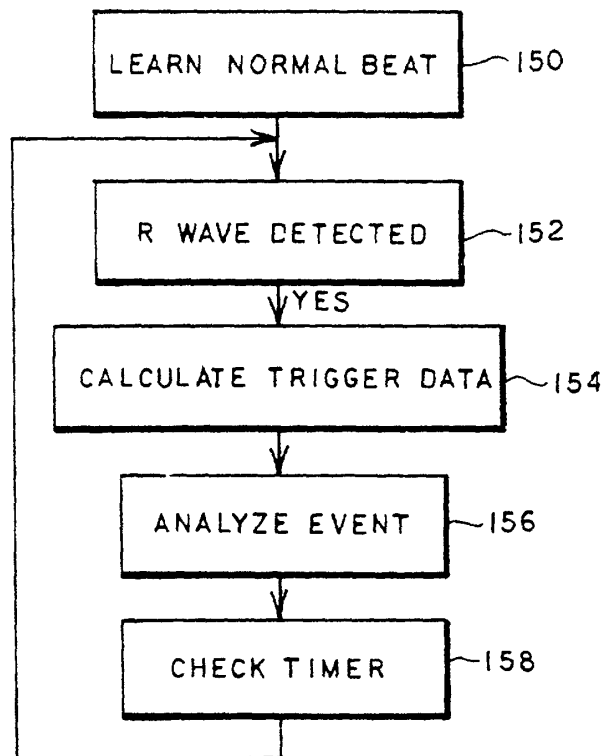 LEARN NORMAL BEAT 150
R WAVE DETECTED 152
YES
CALCULATE TRIGGER DATA 154
ANALYZE EVENT 156
CHECK TIMER 158